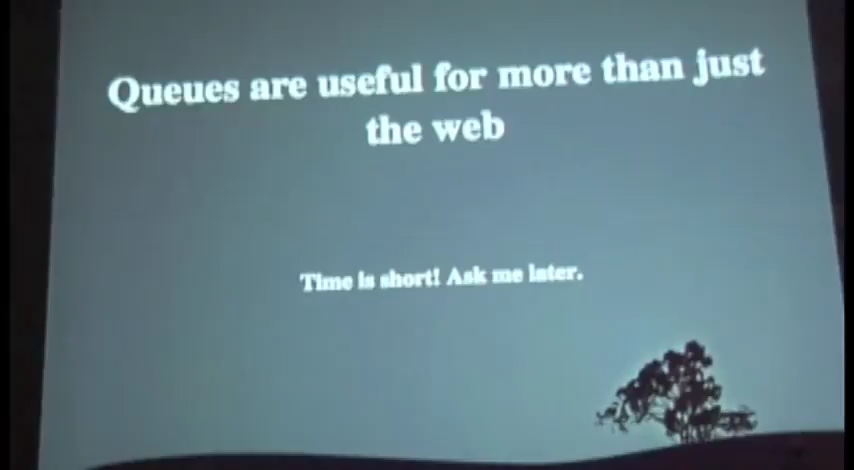 Queues are useful for more than just
the web
Time is short! Ask me later.